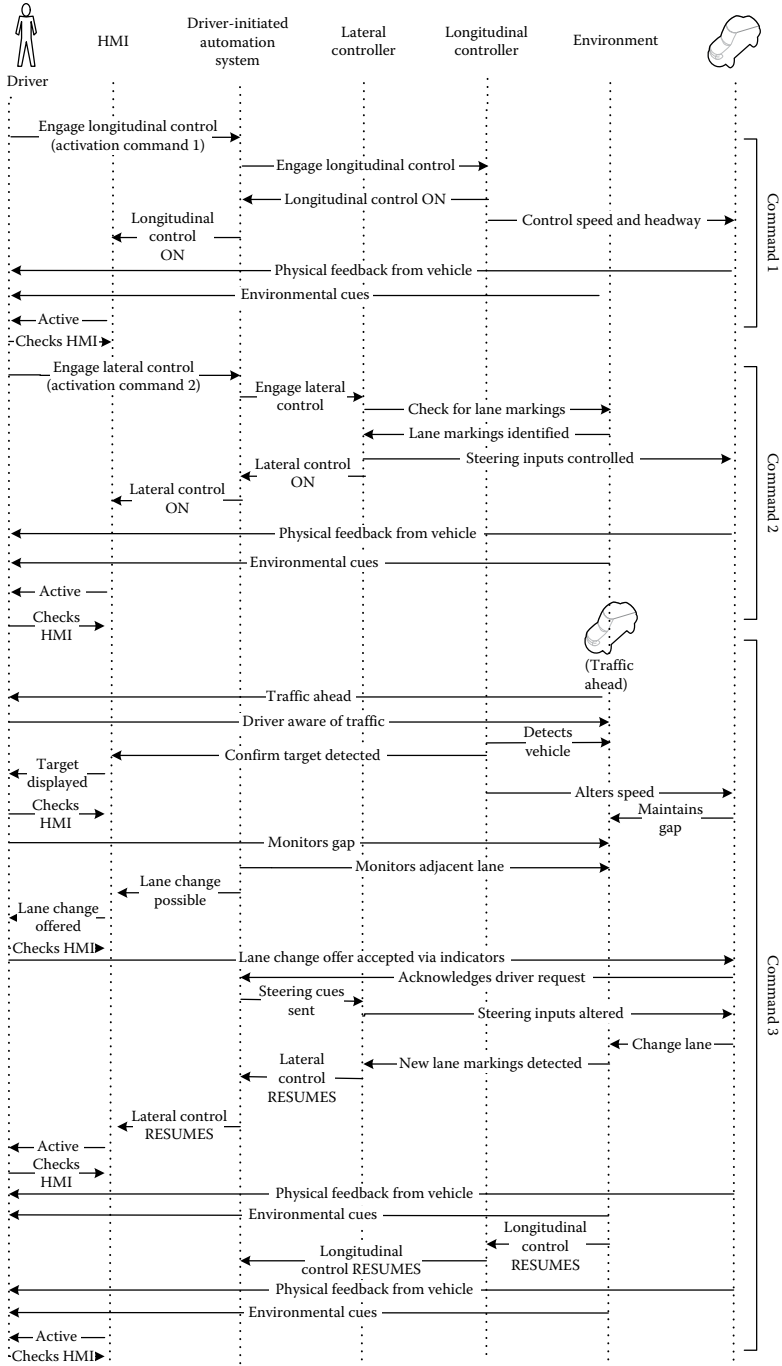 Driver
HMI
Driver-initiated
automation
system
Lateral
controller
Longitudinal
controller
Environment
Engage longitudinal control
(activation command 1)
Engage longitudinal control
Longitudinal control ON
Longitudinal
control
ON
Control speed and headway
Physical feedback from vehicle
Environmental cues
Active
Checks HMI
Command 1
Engage lateral control
(activation command 2)
Engage lateral
control
Check for lane markings
Lane markings identified
Steering inputs controlled
Lateral control
ON
Lateral control
ON
Physical feedback from vehicle
Environmental cues
Active
Checks
HMI
Command 2
(Traffic
ahead)
Traffic ahead
Driver aware of traffic
Detects
vehicle
Confirm target detected
Target
displayed
Alters speed
Checks
HMI
Maintains
gap
Monitors gap
Monitors adjacent lane
Lane change
possible
Lane change
offered
Checks HMI
Lane change offer accepted via indicators
Acknowledges driver request
Steering cues
sent
Steering inputs altered
Change lane
New lane markings detected
Lateral
control
RESUMES
Lateral control
RESUMES
Active
Checks
HMI
Physical feedback from vehicle
Environmental cues
Longitudinal
control
RESUMES
Longitudinal
control RESUMES
Physical feedback from vehicle
Environmental cues
Active
Checks HMI
Command 3